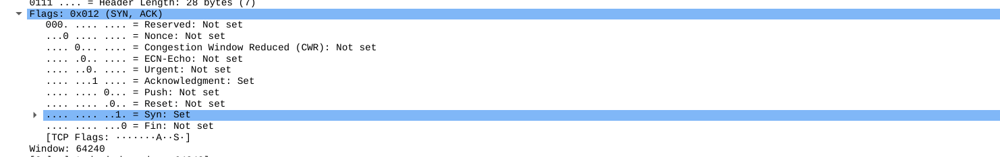 0111 .... = Header Length: 28 bytes (7)
Flags: 0x012 (SYN, ACK)
000. .... .... = Reserved: Not set
...0 .... .... = Nonce: Not set
.... 0... .... = Congestion Window Reduced (CWR): Not set
.... .0.. .... = ECN-Echo: Not set
.... ..0. .... = Urgent: Not set
.... ...1 .... = Acknowledgment: Set
.... .... 0... = Push: Not set
.... .... .0.. = Reset: Not set
.... .... ..1. = Syn: Set
.... .... ...0 = Fin: Not set
[TCP Flags: ·······A··S·]
Window: 64240